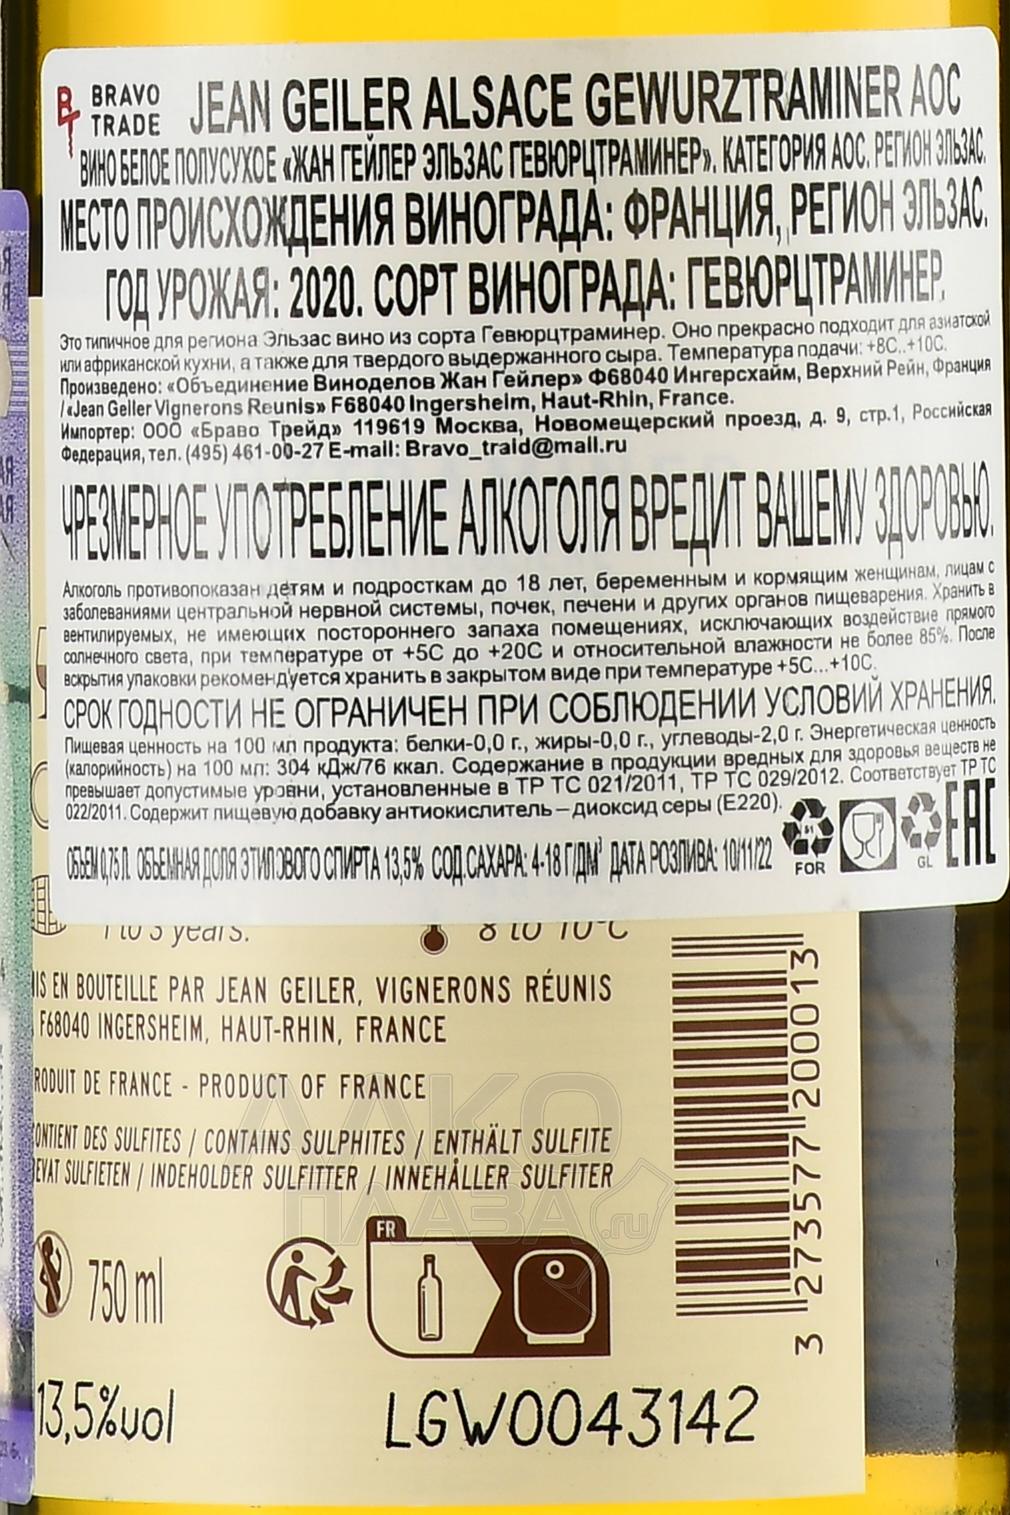 BRAVO TRADE JEAN GEILER ALSACE GEWURZTRAMINER AOC
ВИНО БЕЛОЕ ПОЛУСУХОЕ «ЖАН ГЕЙЛЕР ЭЛЬЗАС ГЕВЮРЦТРАМИНЕР». КАТЕГОРИЯ АОС. РЕГИОН ЭЛЬЗАС.
МЕСТО ПРОИСХОЖДЕНИЯ ВИНОГРАДА: ФРАНЦИЯ, РЕГИОН ЭЛЬЗАС.
ГОД УРОЖАЯ: 2020. СОРТ ВИНОГРАДА: ГЕВЮРЦТРАМИНЕР.
Это типичное для региона Эльзас вино из сорта Гевюрцтраминер. Оно прекрасно подходит для азиатской
или африканской кухни, а также для твердого выдержанного сыра. Температура подачи: +8С..+10С.
Произведено: «Объединение Виноделов Жан Гейлер» Ф68040 Ингерсхайм, Верхний Рейн, Франция
/ «Jean Geiler Vignerons Reunis» F68040 Ingersheim, Haut-Rhin, France.
Импортер: ООО «Браво Трейд» 119619 Москва, Новомещерский проезд, д. 9, стр.1, Российская
Федерация, тел. (495) 461-00-27 E-mail: Bravo_traid@mail.ru
ЧРЕЗМЕРНОЕ УПОТРЕБЛЕНИЕ АЛКОГОЛЯ ВРЕДИТ ВАШЕМУ ЗДОРОВЬЮ.
Алкоголь противопоказан детям и подросткам до 18 лет, беременным и кормящим женщинам, лицам с
заболеваниями центральной нервной системы, почек, печени и других органов пищеварения. Хранить в
вентилируемых, не имеющих постороннего запаха помещениях, исключающих воздействие прямого
солнечного света, при температуре от +5С до +20С и относительной влажности не более 85%. После
вскрытия упаковки рекомендуется хранить в закрытом виде при температуре +5С...+10С.
СРОК ГОДНОСТИ НЕ ОГРАНИЧЕН ПРИ СОБЛЮДЕНИИ УСЛОВИЙ ХРАНЕНИЯ.
Пищевая ценность на 100 мл продукта: белки-0,0 г., жиры-0,0 г., углеводы-2,0 г. Энергетическая ценность
(калорийность) на 100 мл: 304 кДж/76 ккал. Содержание в продукции вредных для здоровья веществ не
превышает допустимые уровни, установленные в ТР ТС 021/2011, ТР ТС 029/2012. Соответствует ТР ТС
022/2011. Содержит пищевую добавку антиокислитель – диоксид серы (Е220).
ОБЪЕМ 0,75 Л. ОБЪЕМНАЯ ДОЛЯ ЭТИЛОВОГО СПИРТА 13,5% СОД.САХАРА: 4-18 Г/ДМ³ ДАТА РОЗЛИВА: 10/11/22
FOR GL EAC
1 to 3 years. 8 to 10°C
IS EN BOUTEILLE PAR JEAN GEILER, VIGNERONS RÉUNIS
F68040 INGERSHEIM, HAUT-RHIN, FRANCE
RODUIT DE FRANCE - PRODUCT OF FRANCE
ONTIENT DES SULFITES / CONTAINS SULPHITES / ENTHÄLT SULFITE
EVAT SULFIETEN / INDEHOLDER SULFITTER / INNEHÅLLER SULFITER
FR
750 ml
13,5%vol
LGW0043142
3 273577 200013
АЛКО
ПЛАЗА.ru